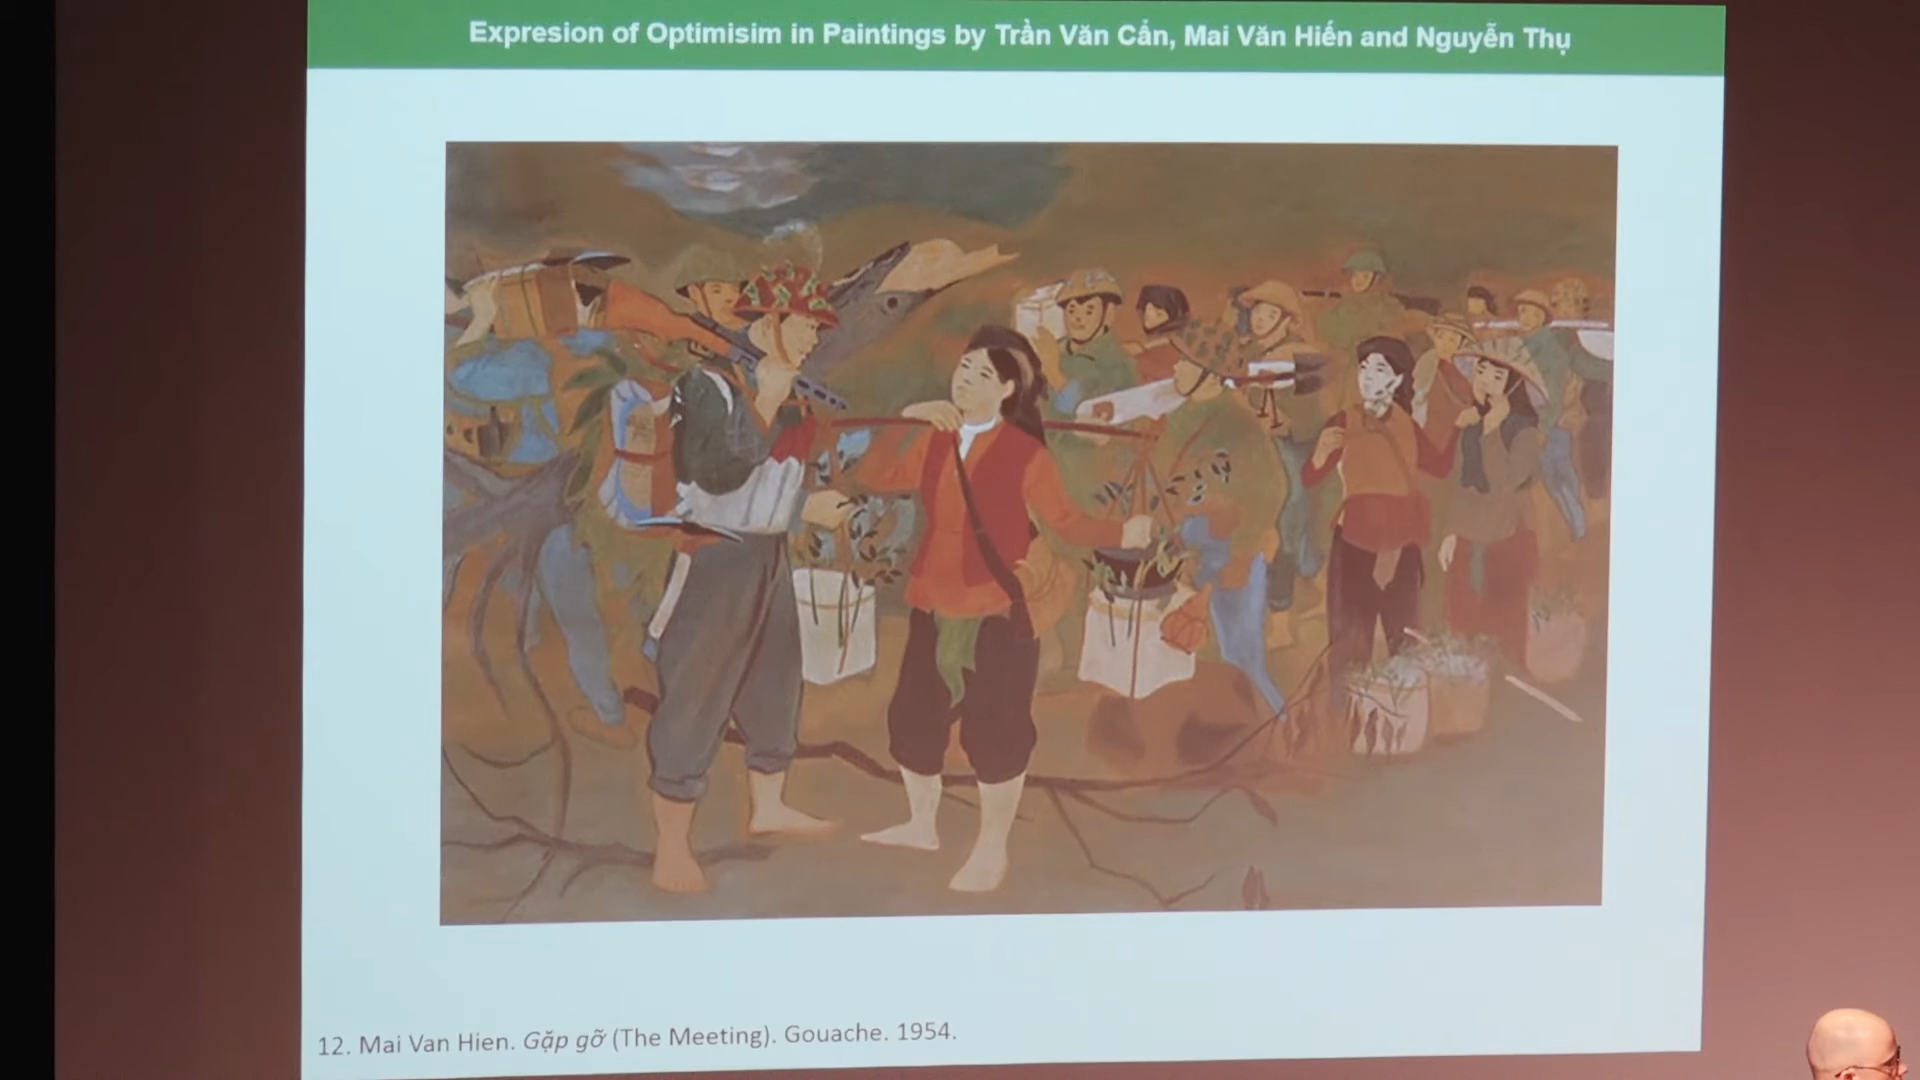 Expresion of Optimisim in Paintings by Trần Văn Cẩn, Mai Văn Hiến and Nguyễn Thụ
12. Mai Van Hien. Gặp gỡ (The Meeting). Gouache. 1954.